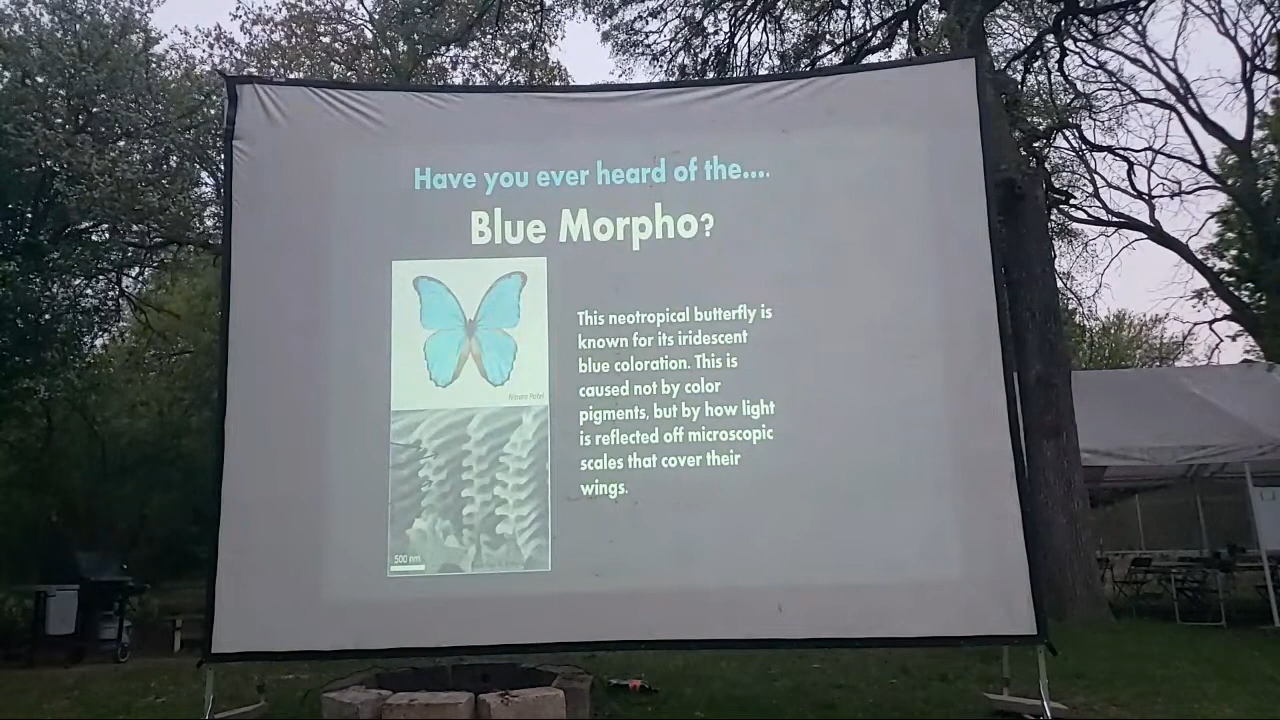 Have you ever heard of the....
Blue Morpho?
This neotropical butterfly is
known for its iridescent
blue coloration. This is
caused not by color
pigments, but by how light
is reflected off microscopic
scales that cover their
wings.
Nipam Patel
500 nm